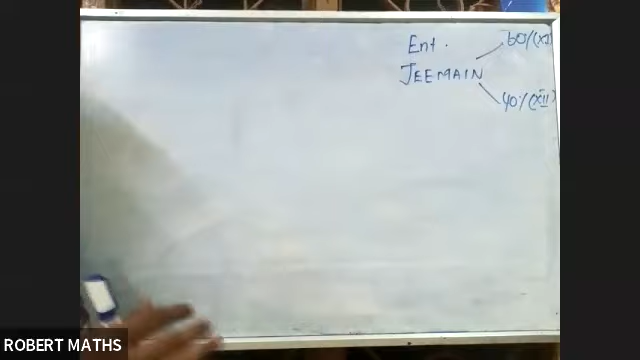 Ent.
60%(XI)
JEEMAIN
40%(XII)
ROBERT MATHS